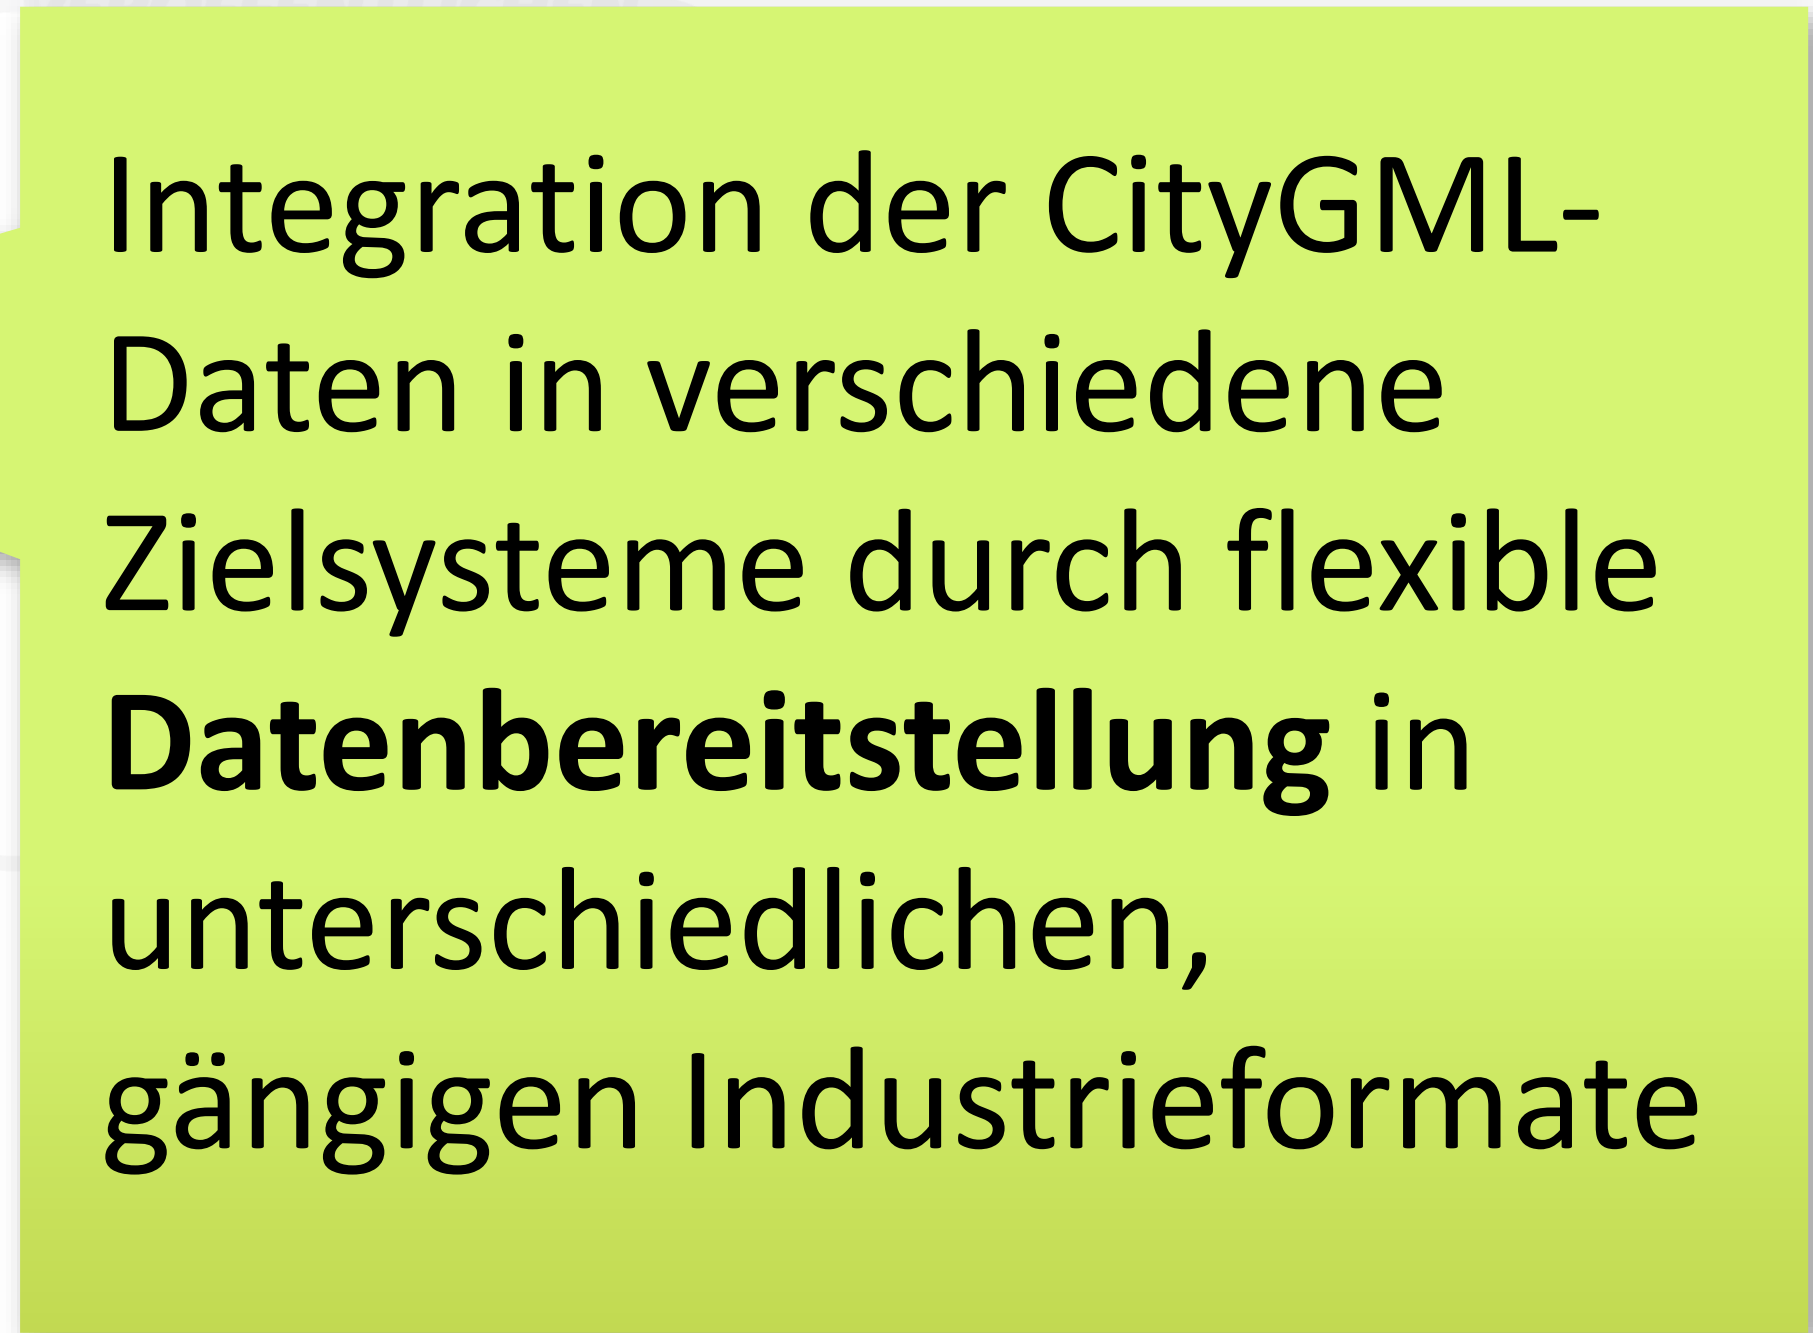 Integration der CityGML-
Daten in verschiedene
Zielsysteme durch flexible
Datenbereitstellung in
unterschiedlichen,
gängigen Industrieformate